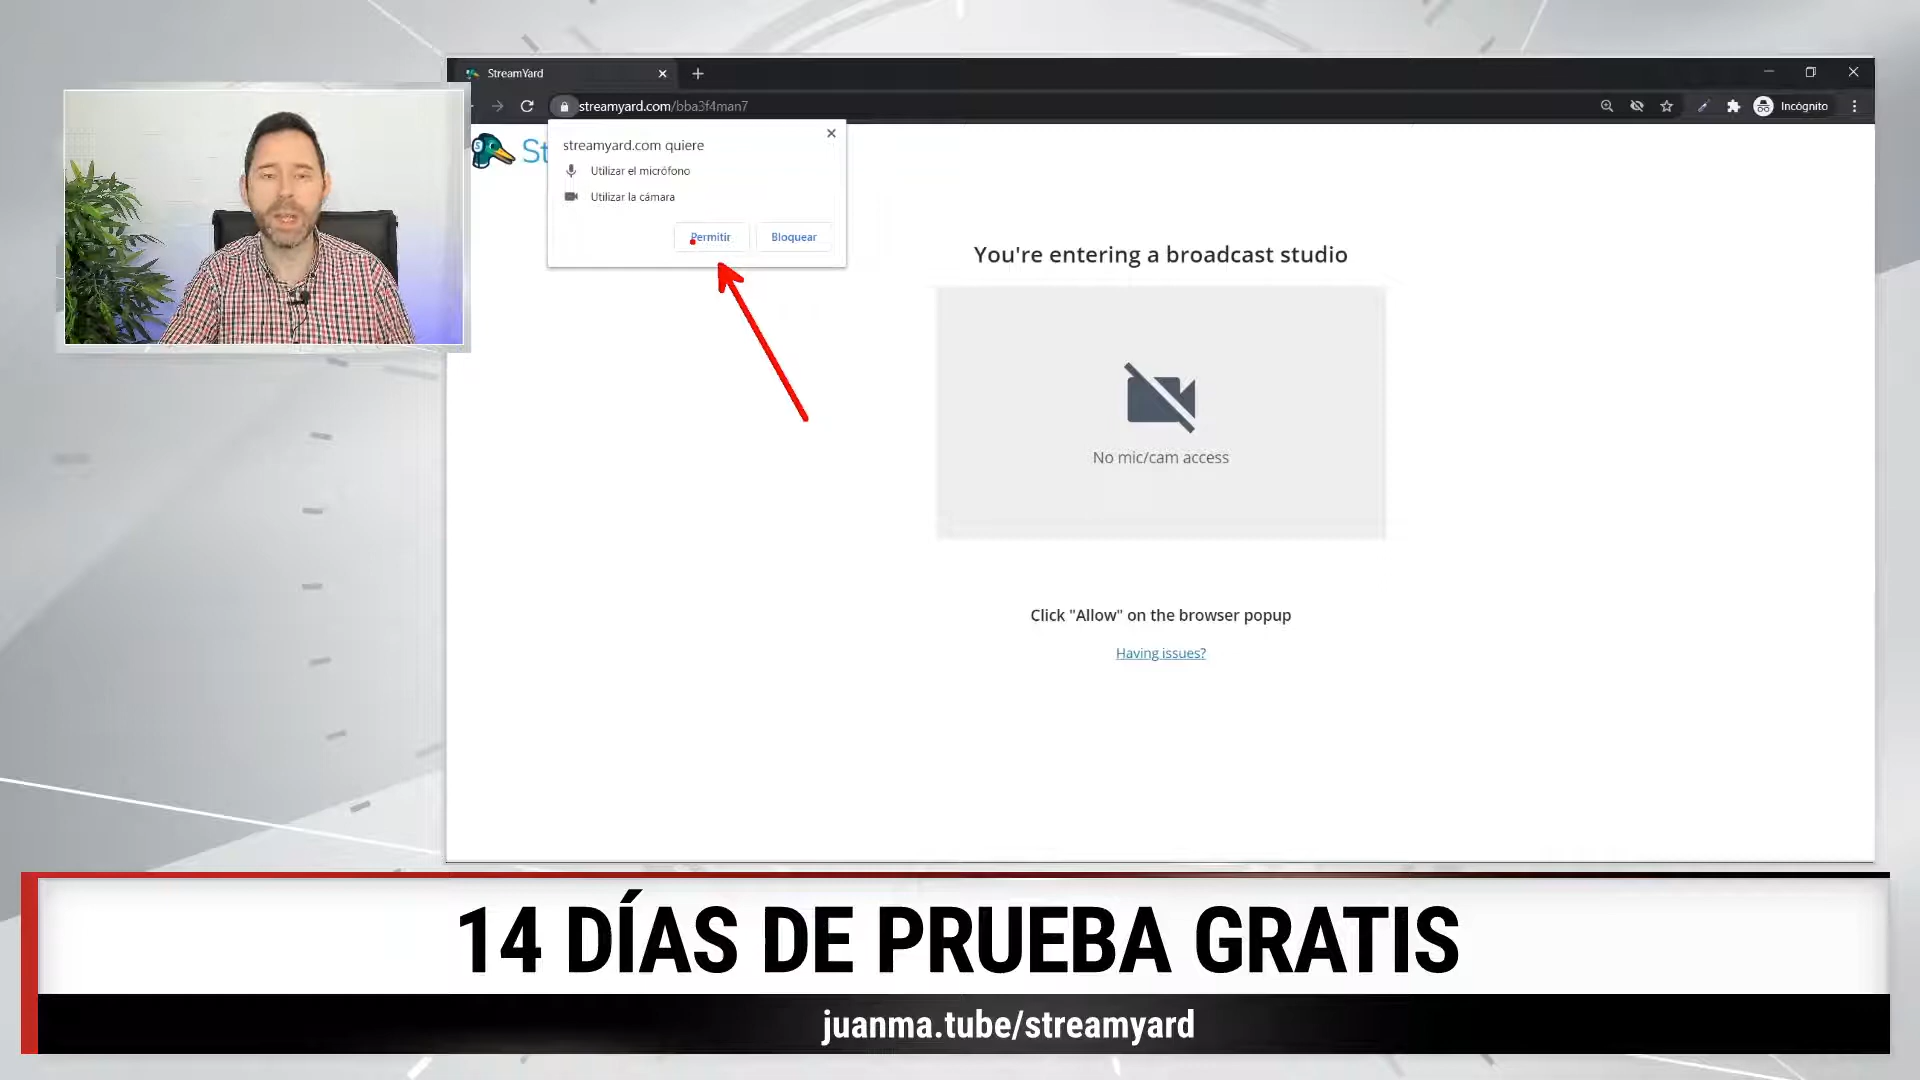 StreamYard
streamyard.com/bba3f4man7
Incógnito
St
streamyard.com quiere
Utilizar el micrófono
Utilizar la cámara
Permitir
Bloquear
You're entering a broadcast studio
No mic/cam access
Click "Allow" on the browser popup
Having issues?
14 DÍAS DE PRUEBA GRATIS
juanma.tube/streamyard